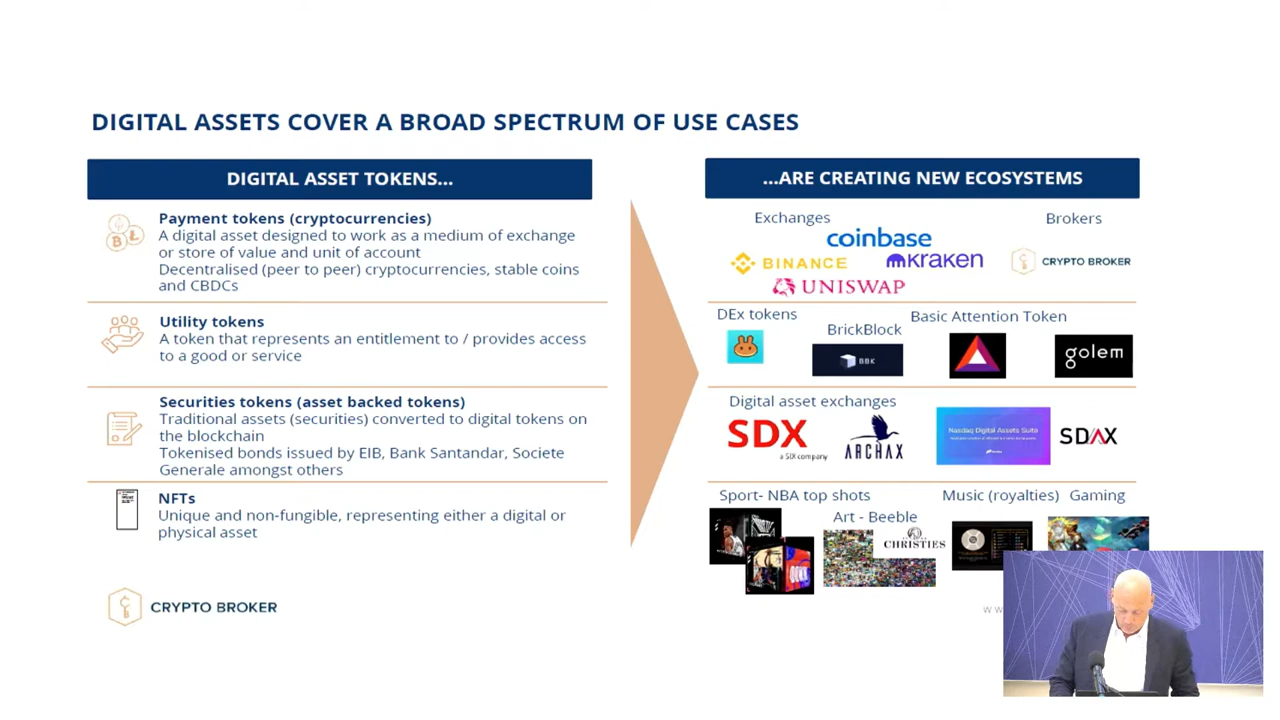 DIGITAL ASSETS COVER A BROAD SPECTRUM OF USE CASES
DIGITAL ASSET TOKENS...
Payment tokens (cryptocurrencies)
A digital asset designed to work as a medium of exchange
or store of value and unit of account
Decentralised (peer to peer) cryptocurrencies, stable coins
and CBDCs
Utility tokens
A token that represents an entitlement to / provides access
to a good or service
Securities tokens (asset backed tokens)
Traditional assets (securities) converted to digital tokens on
the blockchain
Tokenised bonds issued by EIB, Bank Santandar, Societe
Generale amongst others
NFTs
Unique and non-fungible, representing either a digital or
physical asset
CRYPTO BROKER
...ARE CREATING NEW ECOSYSTEMS
Exchanges
Brokers
coinbase
BINANCE
kraken
CRYPTO BROKER
UNISWAP
DEx tokens
BrickBlock
Basic Attention Token
BBK
golem
Digital asset exchanges
SDX
a SIX company
ARCHAX
Nasdaq Digital Assets Suite
SDAX
Sport- NBA top shots
Music (royalties)
Gaming
Art - Beeble
CHRISTIES